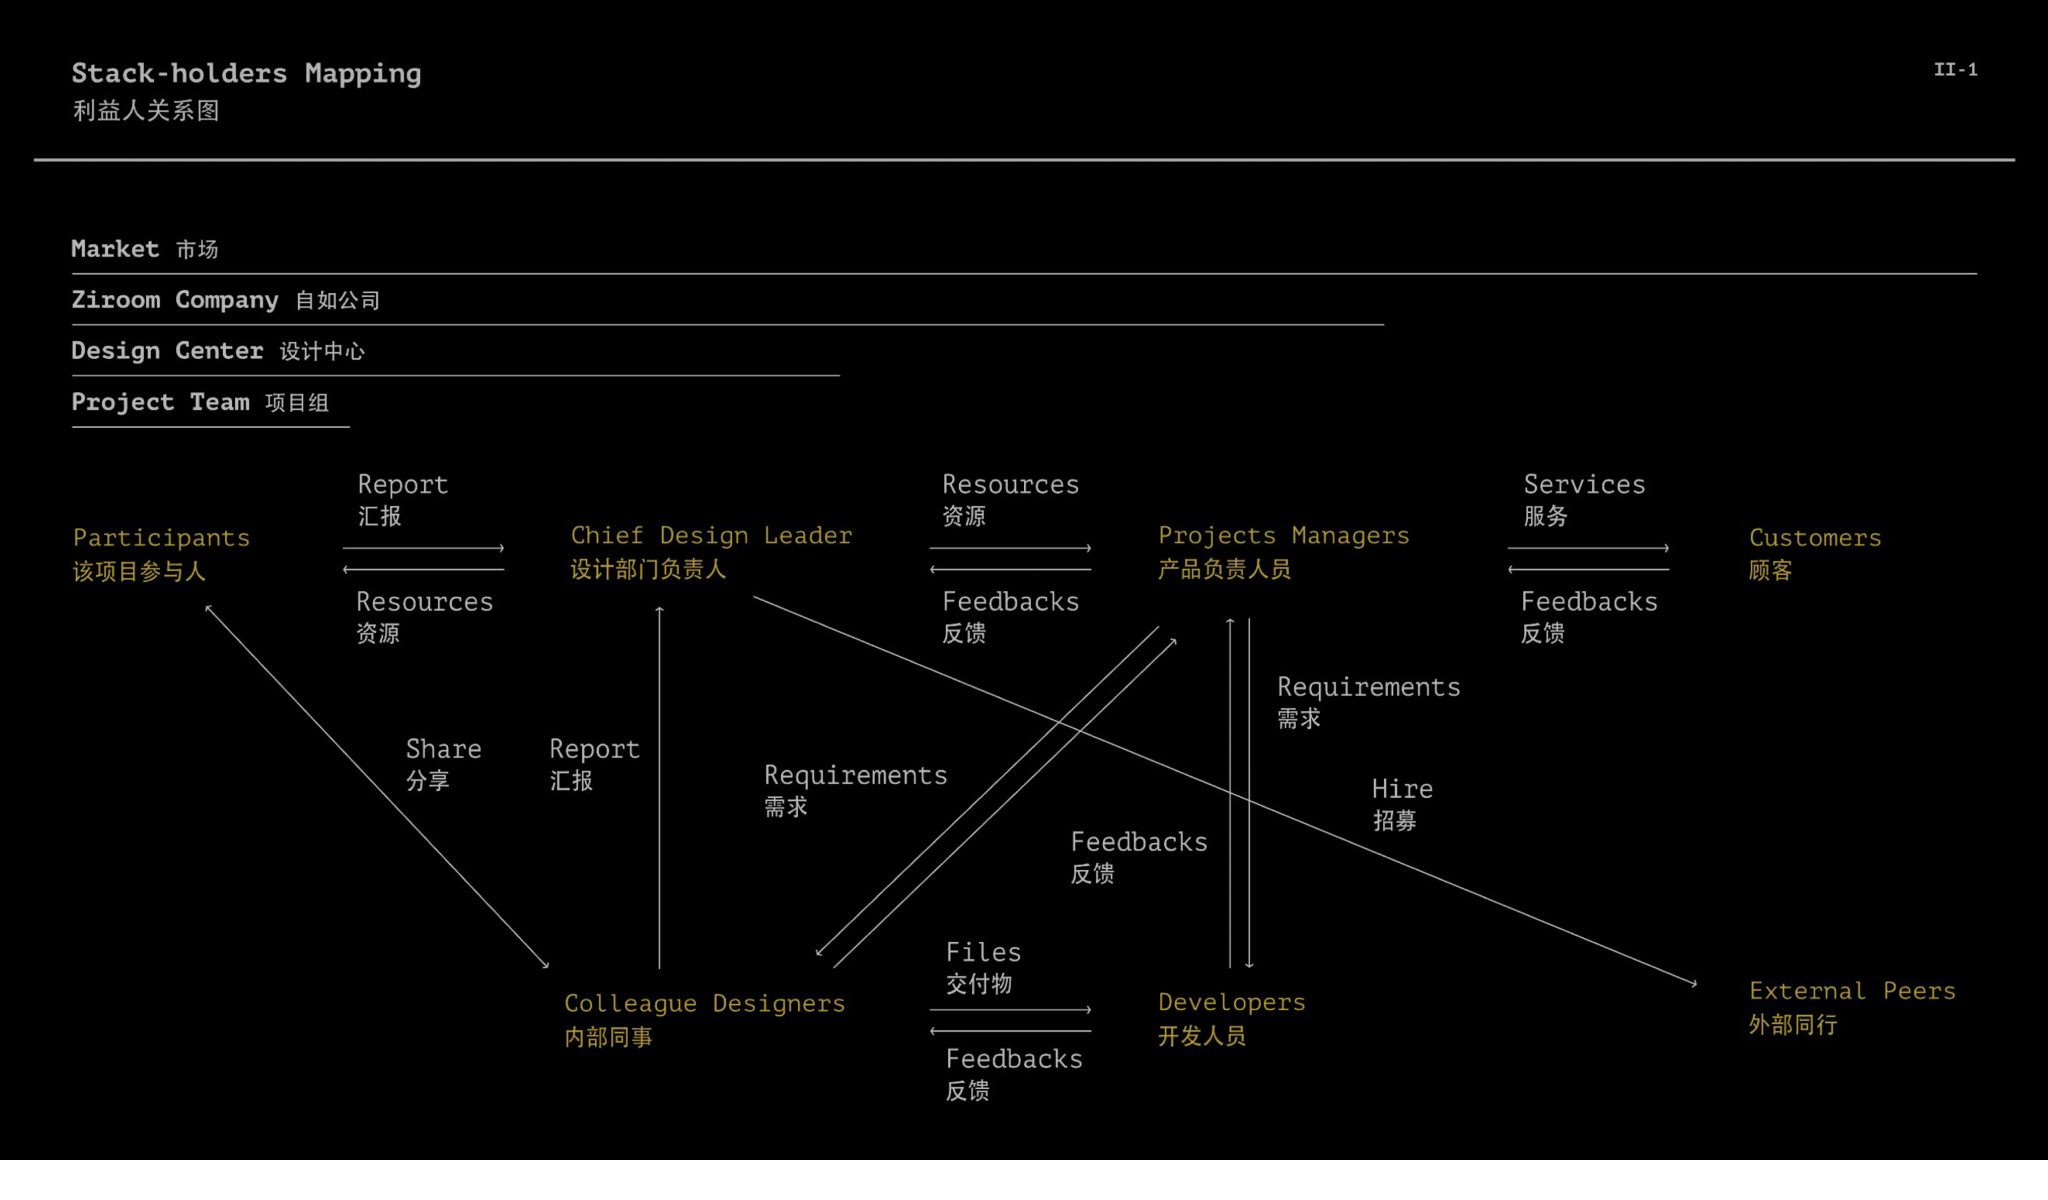 Stack-holders Mapping
利益人关系图
II-1
Market 市场
Ziroom Company 自如公司
Design Center 设计中心
Project Team 项目组
Report
汇报
Resources
资源
Services
服务
Participants
该项目参与人
Chief Design Leader
设计部门负责人
Projects Managers
产品负责人员
Customers
顾客
Resources
资源
Feedbacks
反馈
Feedbacks
反馈
Requirements
需求
Share
分享
Report
汇报
Requirements
需求
Hire
招募
Feedbacks
反馈
Files
交付物
Colleague Designers
内部同事
Developers
开发人员
External Peers
外部同行
Feedbacks
反馈